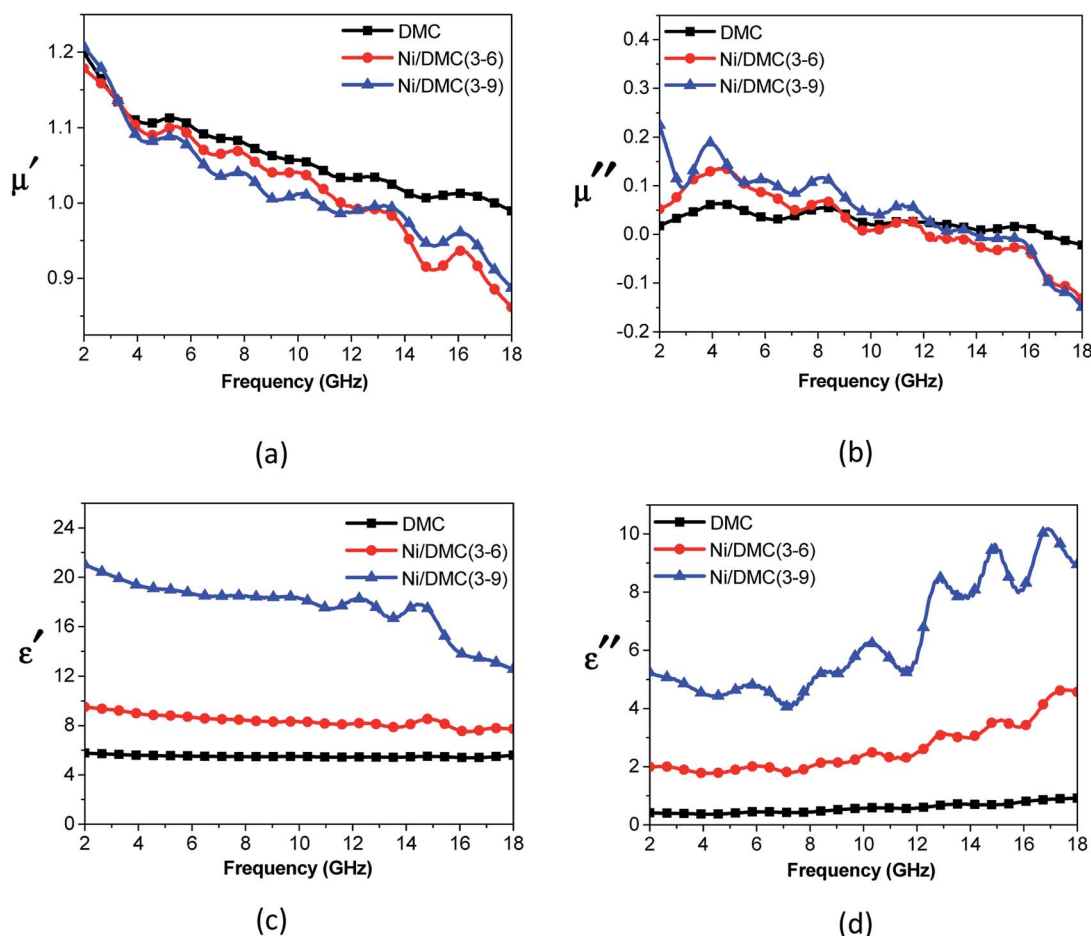 DMC
Ni/DMC(3-6)
Ni/DMC(3-9)
1.2
1.1
1.0
0.9
μ′
2 4 6 8 10 12 14 16 18
Frequency (GHz)
(a)
DMC
Ni/DMC(3-6)
Ni/DMC(3-9)
0.4
0.3
0.2
0.1
0.0
-0.1
-0.2
μ″
2 4 6 8 10 12 14 16 18
Frequency (GHz)
(b)
DMC
Ni/DMC(3-6)
Ni/DMC(3-9)
24
20
16
12
8
4
0
ε′
2 4 6 8 10 12 14 16 18
Frequency (GHz)
(c)
DMC
Ni/DMC(3-6)
Ni/DMC(3-9)
10
8
6
4
2
0
ε″
2 4 6 8 10 12 14 16 18
Frequency (GHz)
(d)